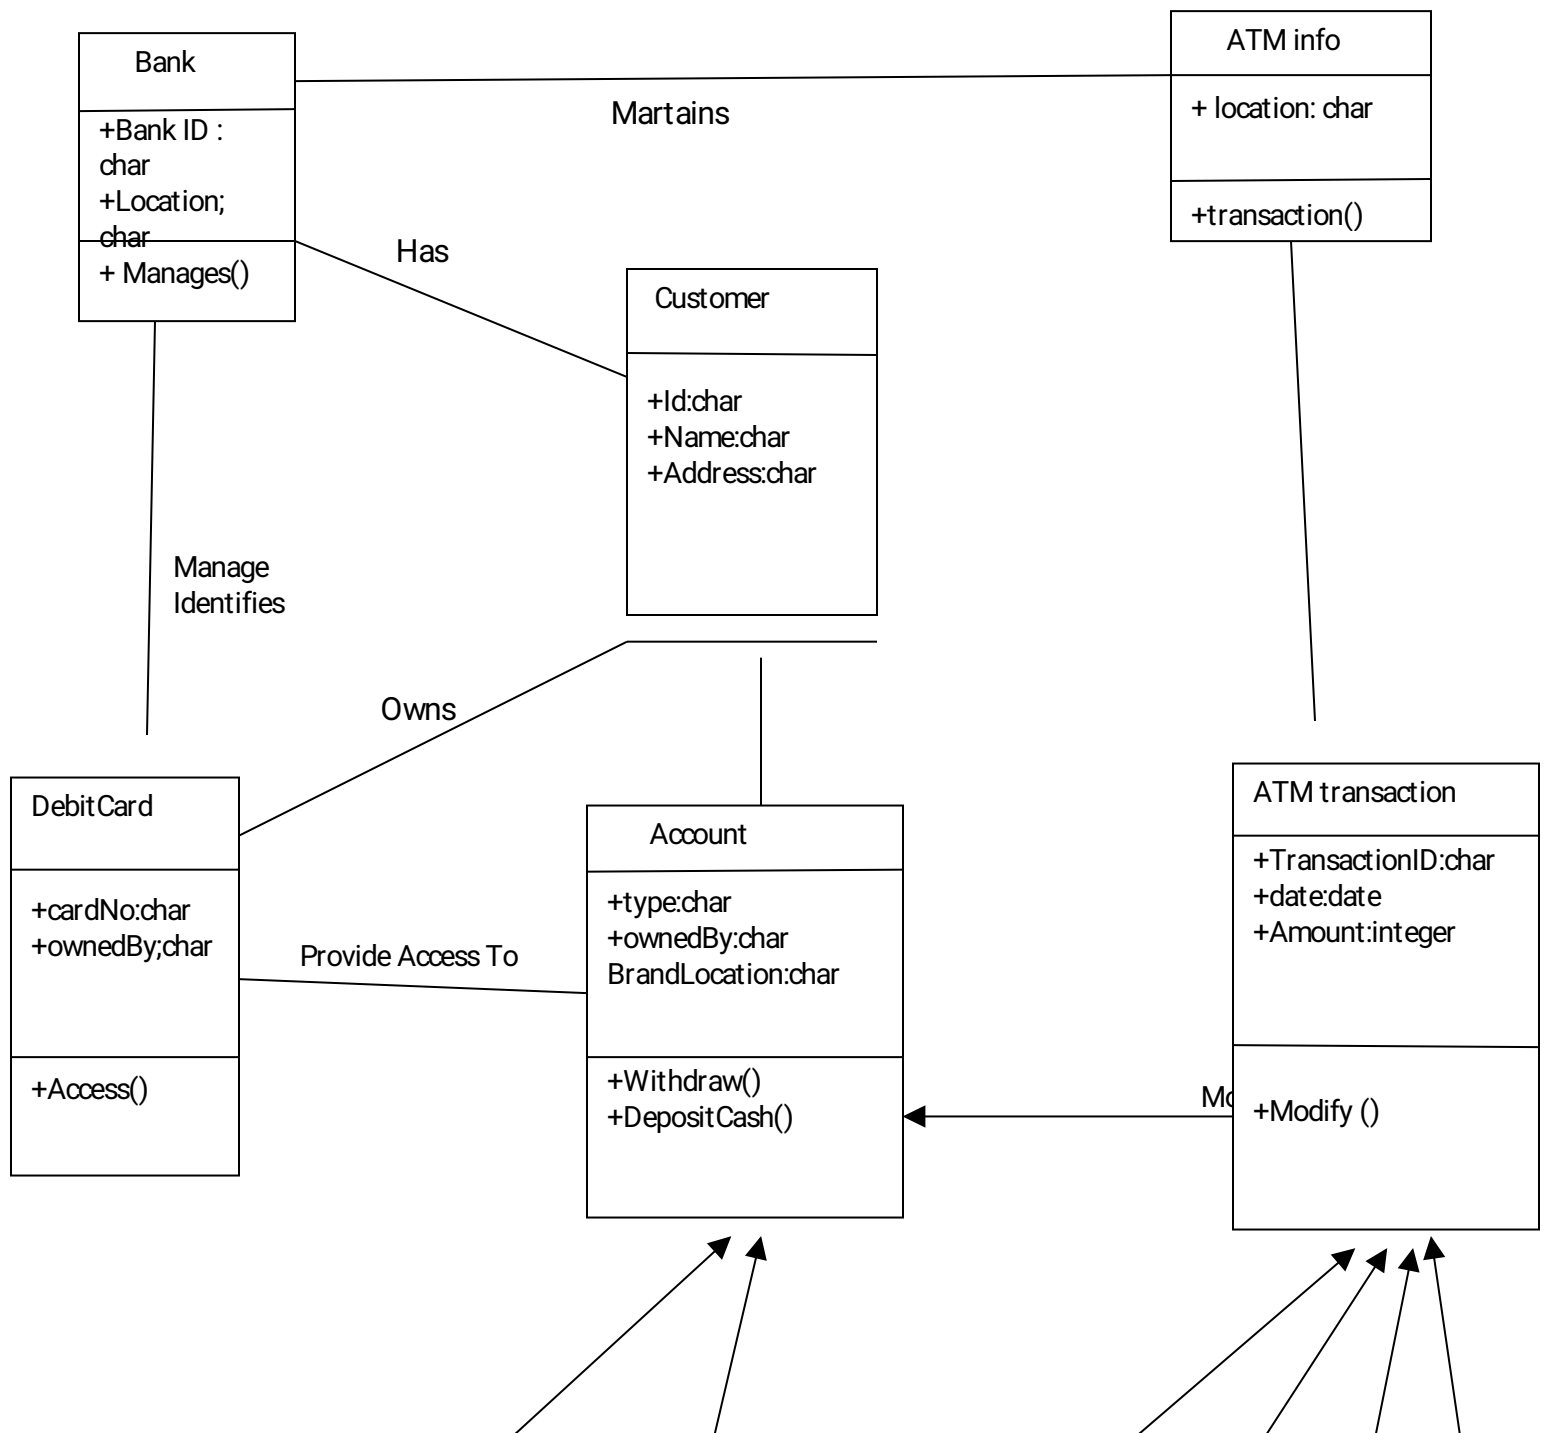 Bank
+Bank ID :
char
+Location;
char
+ Manages()
Martains
ATM info
+ location: char
+transaction()
Has
Customer
+Id:char
+Name:char
+Address:char
Manage
Identifies
Owns
DebitCard
+cardNo:char
+ownedBy;char
+Access()
Provide Access To
Account
+type:char
+ownedBy:char
BrandLocation:char
+Withdraw()
+DepositCash()
ATM transaction
+TransactionID:char
+date:date
+Amount:integer
+Modify ()